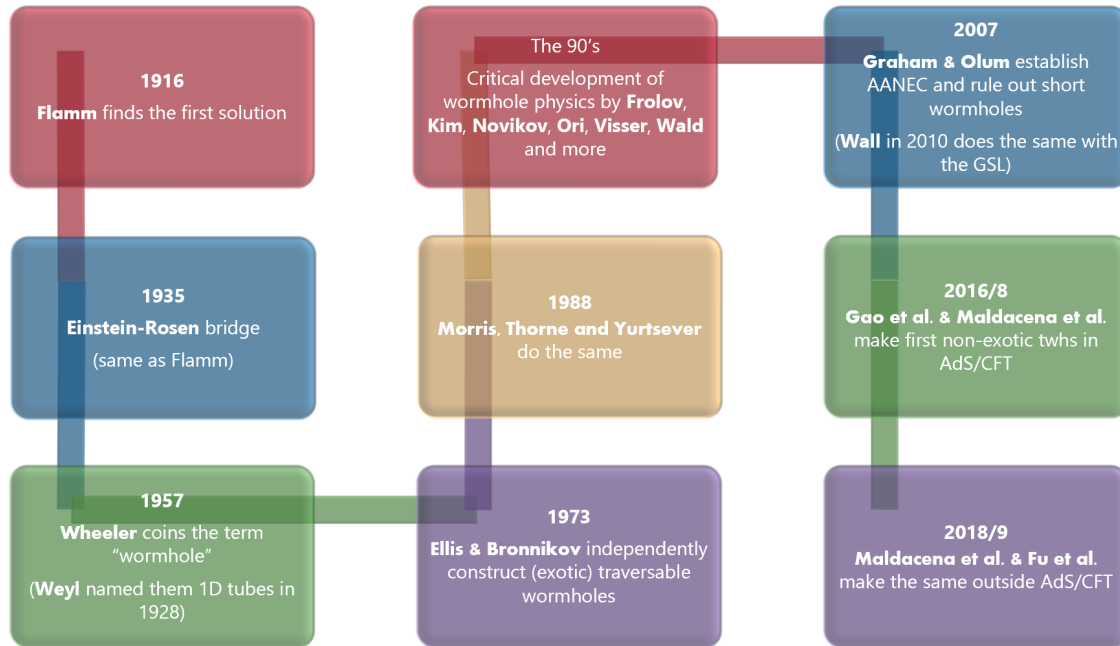 1916
Flamm finds the first solution
1935
Einstein-Rosen bridge
(same as Flamm)
1957
Wheeler coins the term
“wormhole”
(Weyl named them 1D tubes in
1928)
1973
Ellis & Bronnikov independently
construct (exotic) traversable
wormholes
1988
Morris, Thorne and Yurtsever
do the same
The 90’s
Critical development of
wormhole physics by Frolov,
Kim, Novikov, Ori, Visser, Wald
and more
2007
Graham & Olum establish
AANEC and rule out short
wormholes
(Wall in 2010 does the same with
the GSL)
2016/8
Gao et al. & Maldacena et al.
make first non-exotic twhs in
AdS/CFT
2018/9
Maldacena et al. & Fu et al.
make the same outside AdS/CFT